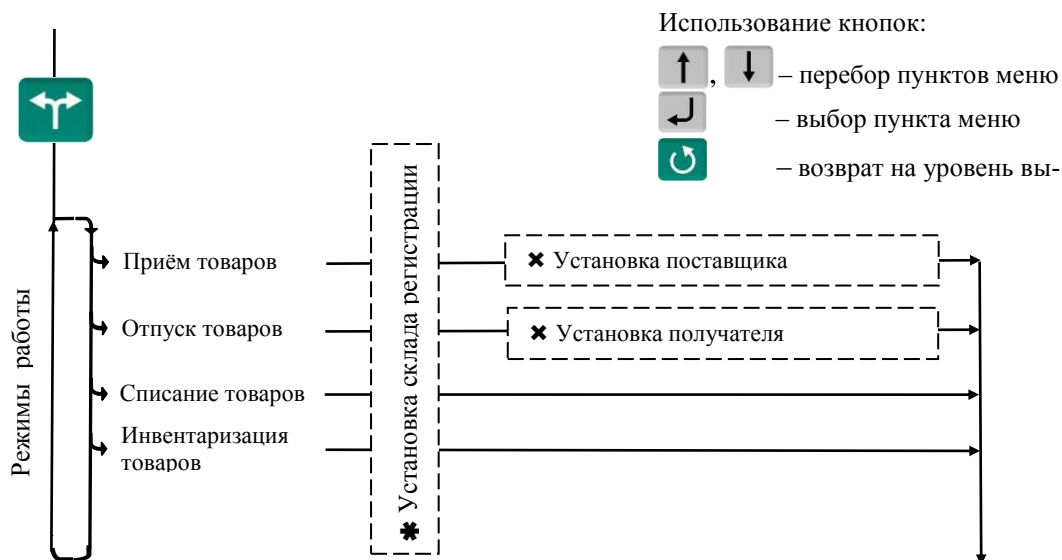 Использование кнопок:
, – перебор пунктов меню
– выбор пункта меню
– возврат на уровень вы-
Режимы работы
Приём товаров
Отпуск товаров
Списание товаров
Инвентаризация
товаров
✱ Установка склада регистрации
✖ Установка поставщика
✖ Установка получателя